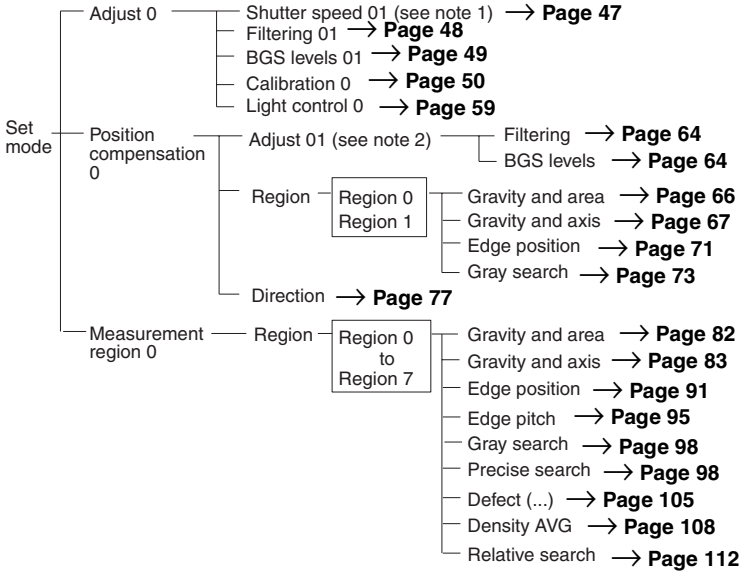 Adjust 0
Shutter speed 01 (see note 1) → Page 47
Filtering 01 → Page 48
BGS levels 01 → Page 49
Calibration 0 → Page 50
Light control 0 → Page 59
Set
mode
Position
compensation
0
Adjust 01 (see note 2)
Filtering → Page 64
BGS levels → Page 64
Region
Region 0
Region 1
Gravity and area → Page 66
Gravity and axis → Page 67
Edge position → Page 71
Gray search → Page 73
Direction → Page 77
Measurement
region 0
Region
Region 0
to
Region 7
Gravity and area → Page 82
Gravity and axis → Page 83
Edge position → Page 91
Edge pitch → Page 95
Gray search → Page 98
Precise search → Page 98
Defect (...) → Page 105
Density AVG → Page 108
Relative search → Page 112